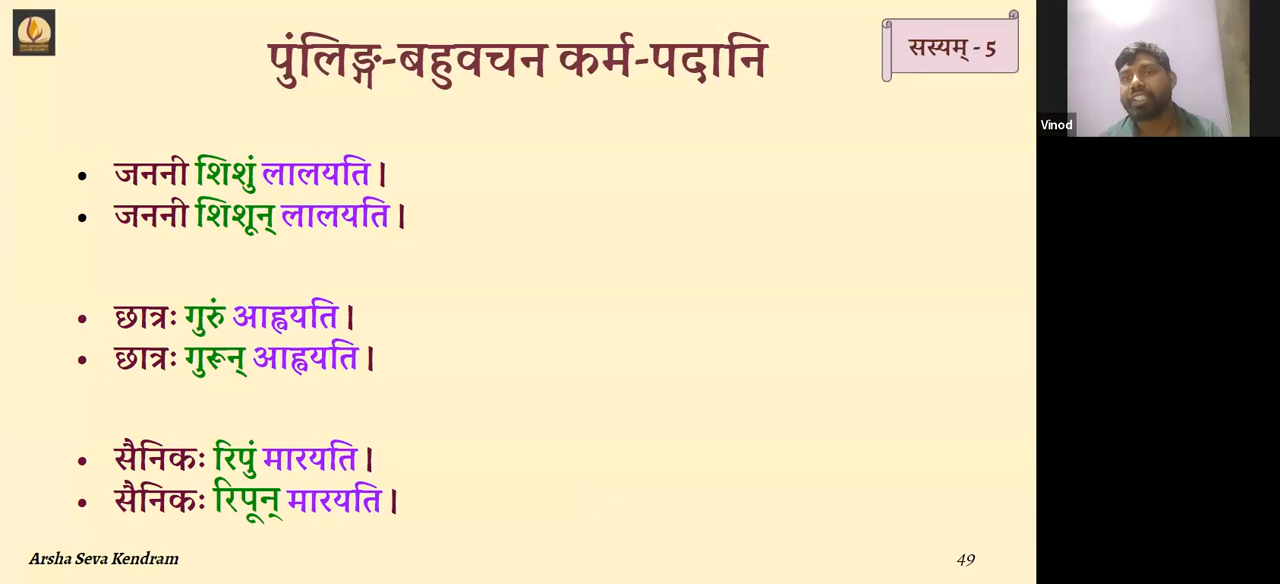 पुंलिङ्ग-बहुवचन कर्म-पदानि
सस्यम् - 5
Vinod
• जननी शिशुं लालयति।
• जननी शिशून् लालयति।
• छात्रः गुरुं आह्वयति।
• छात्रः गुरून् आह्वयति।
• सैनिकः रिपुं मारयति।
• सैनिकः रिपून् मारयति।
Arsha Seva Kendram
49